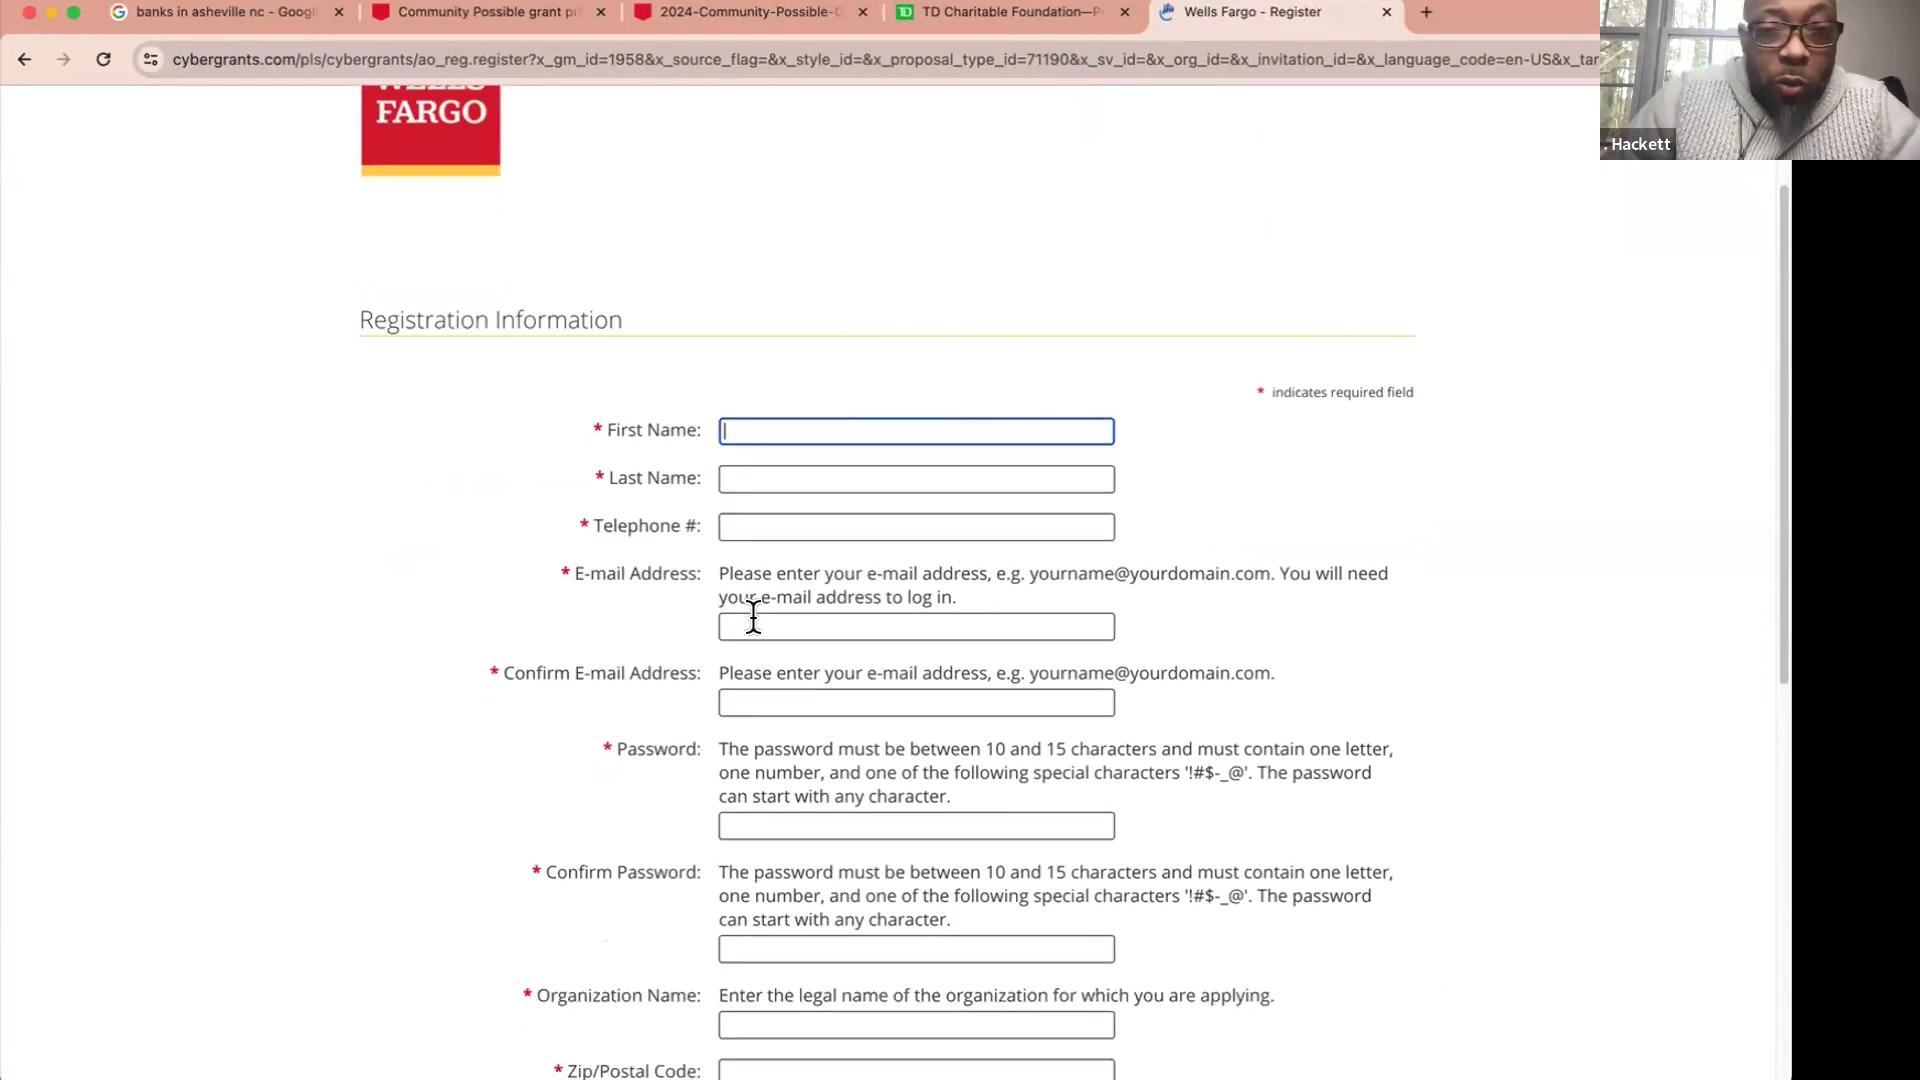 banks in asheville nc - Googl
Community Possible grant pr
2024-Community-Possible-G
TD Charitable Foundation—P
Wells Fargo - Register
cybergrants.com/pls/cybergrants/ao_reg.register?x_gm_id=1958&x_source_flag=&x_style_id=&x_proposal_type_id=71190&x_sv_id=&x_org_id=&x_invitation_id=&x_language_code=en-US&x_tar
. Hackett
WELLS
FARGO
Registration Information
* indicates required field
* First Name:
* Last Name:
* Telephone #:
* E-mail Address: Please enter your e-mail address, e.g. yourname@yourdomain.com. You will need
your e-mail address to log in.
* Confirm E-mail Address: Please enter your e-mail address, e.g. yourname@yourdomain.com.
* Password: The password must be between 10 and 15 characters and must contain one letter,
one number, and one of the following special characters '!#$-_@'. The password
can start with any character.
* Confirm Password: The password must be between 10 and 15 characters and must contain one letter,
one number, and one of the following special characters '!#$-_@'. The password
can start with any character.
* Organization Name: Enter the legal name of the organization for which you are applying.
* Zip/Postal Code: